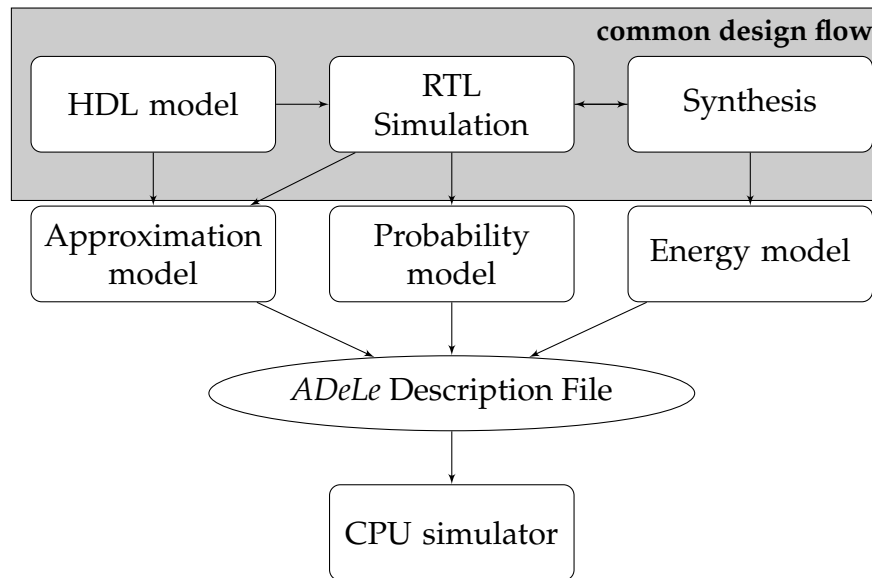 common design flow
HDL model
RTL
Simulation
Synthesis
Approximation
model
Probability
model
Energy model
ADeLe Description File
CPU simulator